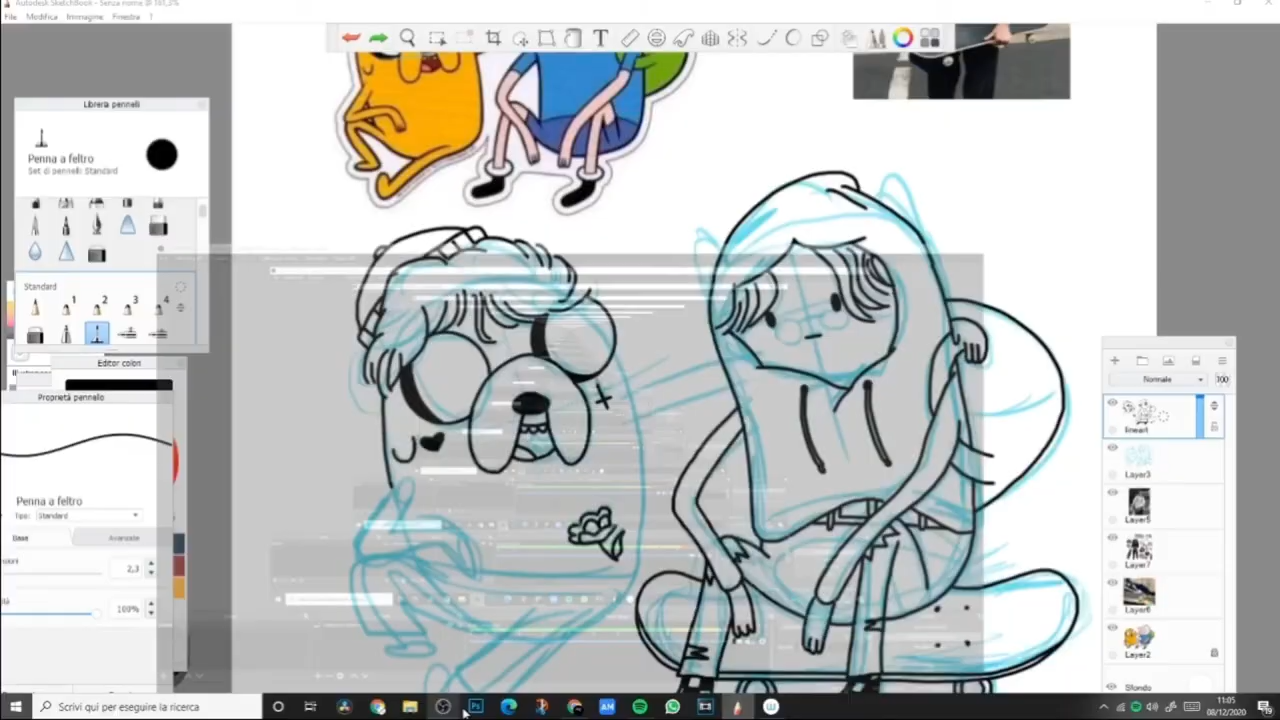 Autodesk SketchBook - Senza nome @ 161,3%
File Modifica Immagine Finestra ?
T
Libreria pennelli
Penna a feltro
Set di pennelli: Standard
Standard
1 2 3 4
Editor colori
Proprietà pennello
Penna a feltro
Tipo: Standard
Base Avanzate
2,3
100%
Normale 100
lineart
Layer3
Layer5
Layer7
Layer6
Layer2
Sfondo
Scrivi qui per eseguire la ricerca
Ps
AM
11:05
08/12/2020